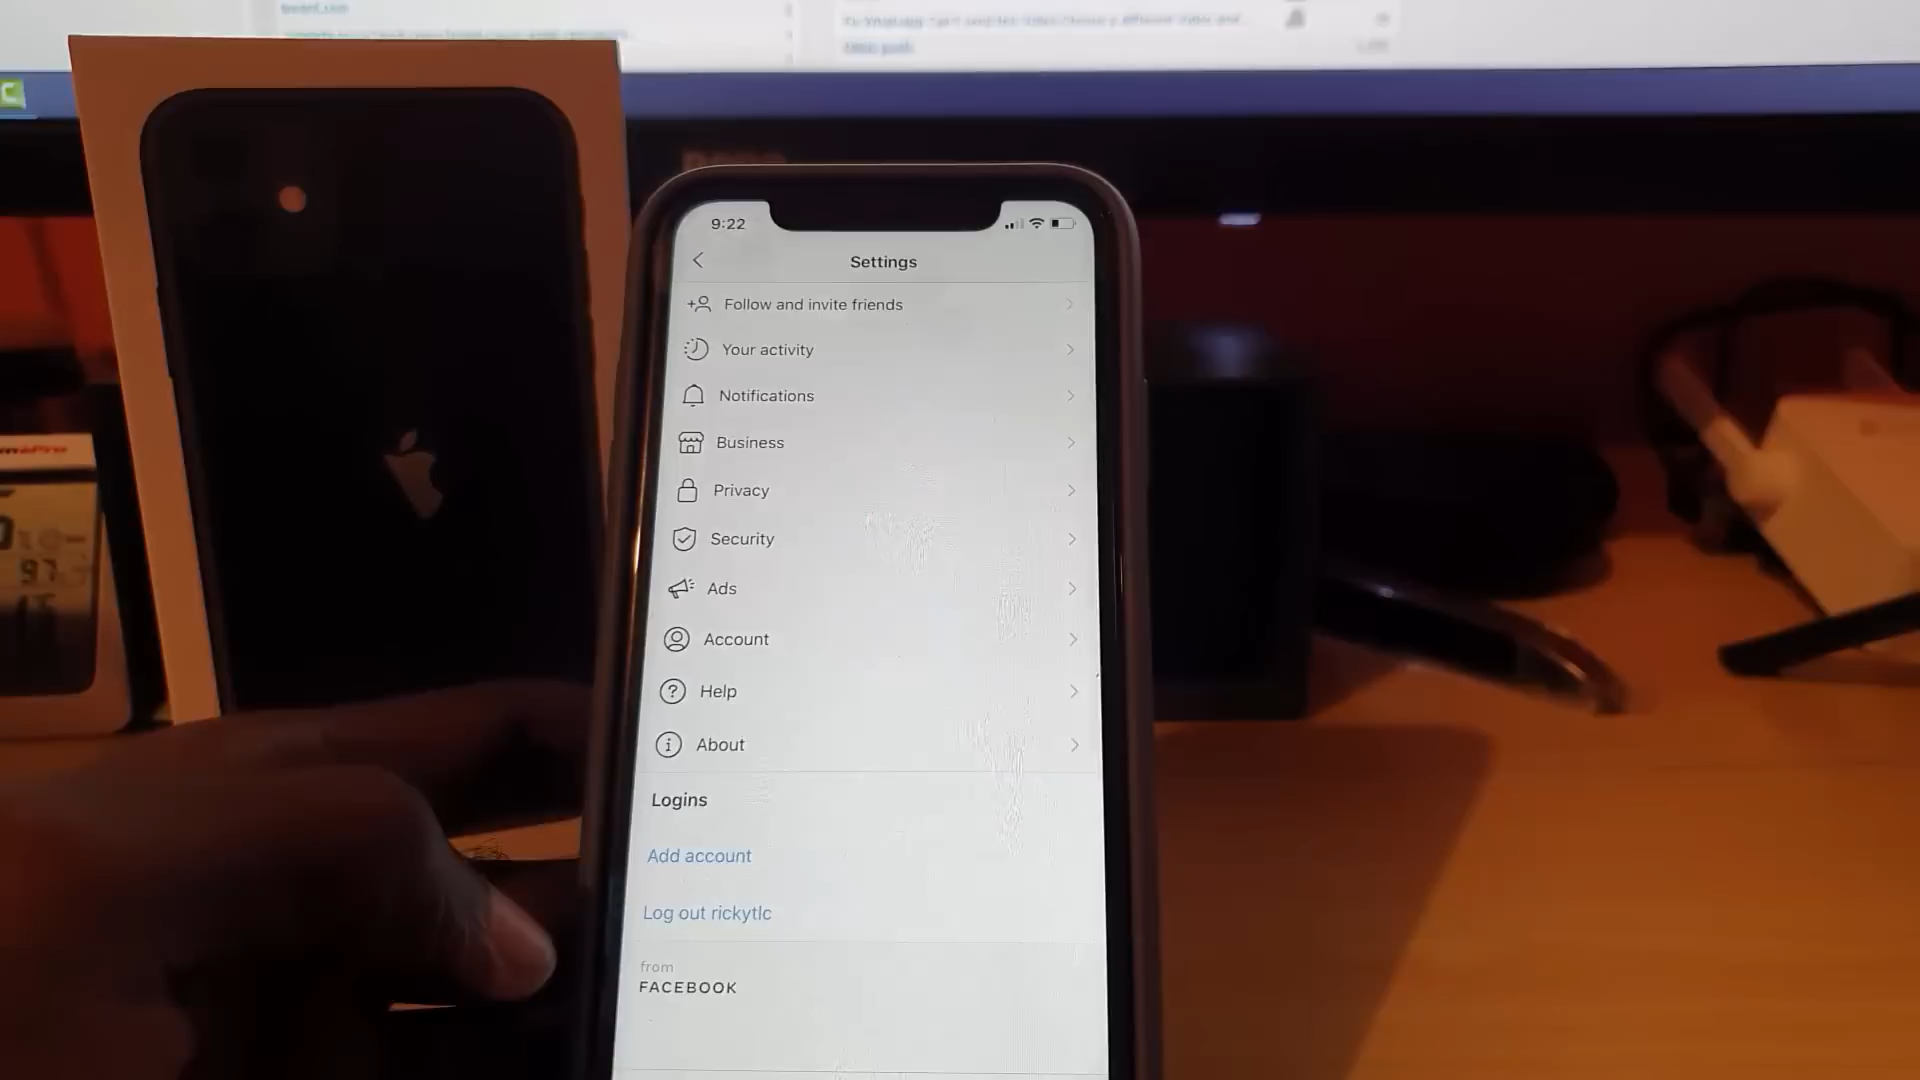 9:22
Settings
Follow and invite friends
Your activity
Notifications
Business
Privacy
Security
Ads
Account
Help
About
Logins
Add account
Log out rickytlc
from
FACEBOOK
97